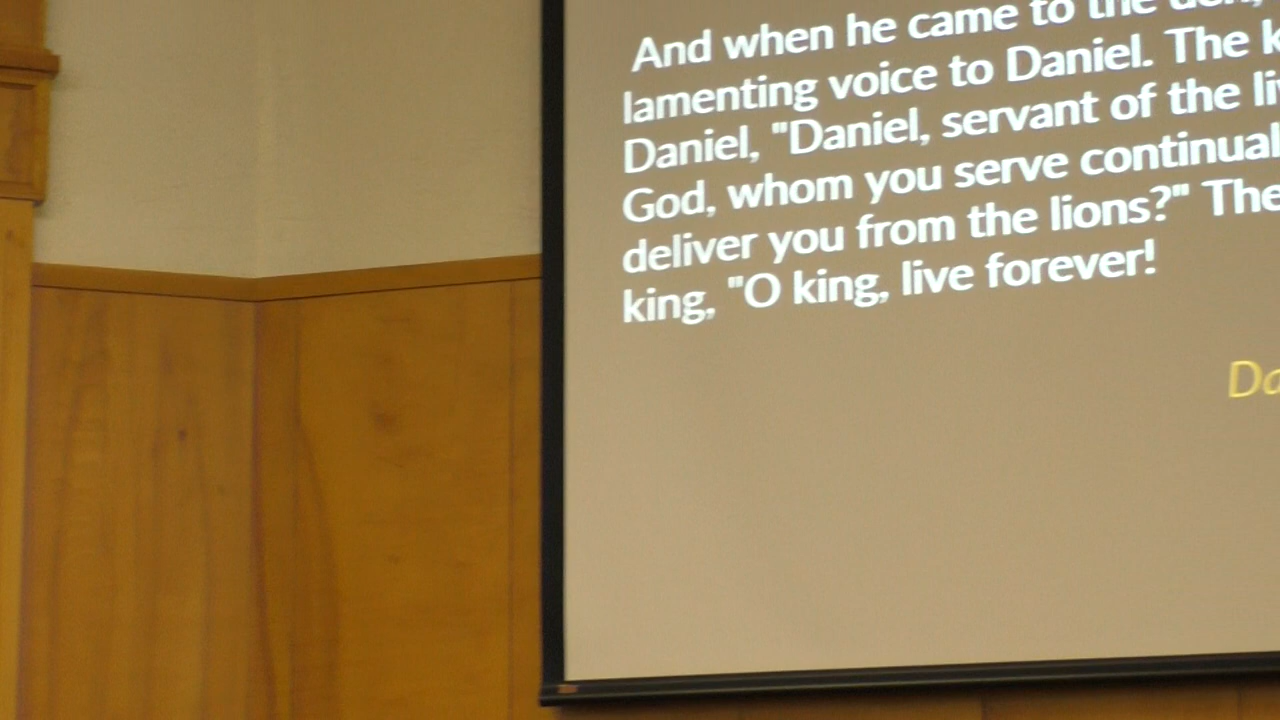 And when he came to the den,
lamenting voice to Daniel. The
Daniel, "Daniel, servant of the
God, whom you serve
deliver you from the lions?"
king, "O king, live forever!